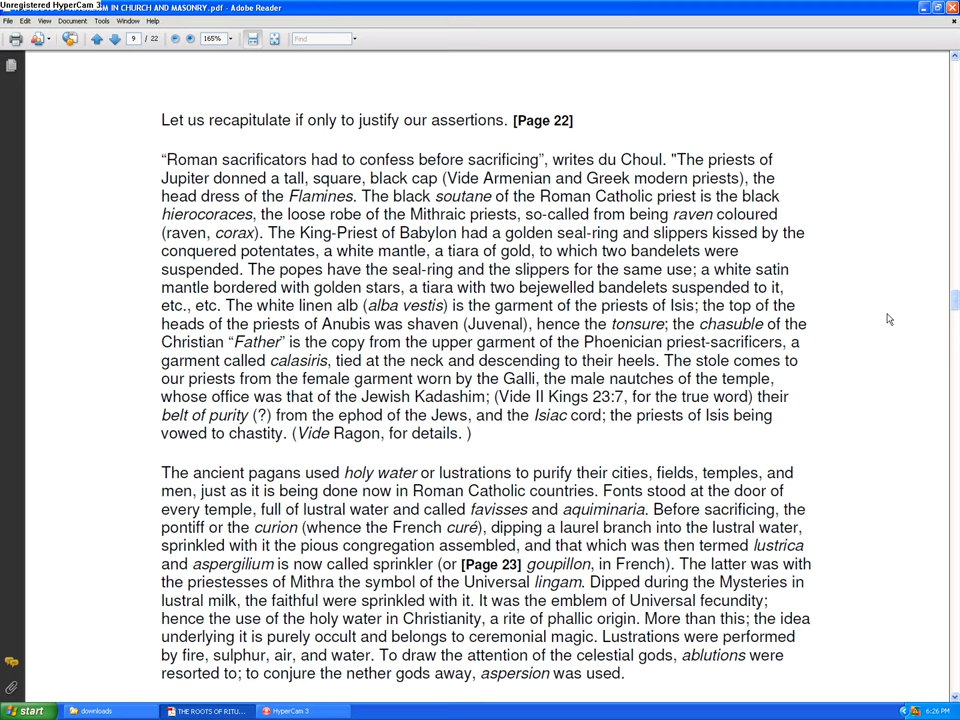 Unregistered HyperCam 3
M IN CHURCH AND MASONRY.pdf - Adobe Reader
File Edit View Document Tools Window Help
9 / 22 165% Find
Let us recapitulate if only to justify our assertions. [Page 22]
“Roman sacrificators had to confess before sacrificing”, writes du Choul. "The priests of
Jupiter donned a tall, square, black cap (Vide Armenian and Greek modern priests), the
head dress of the Flamines. The black soutane of the Roman Catholic priest is the black
hierocoraces, the loose robe of the Mithraic priests, so-called from being raven coloured
(raven, corax). The King-Priest of Babylon had a golden seal-ring and slippers kissed by the
conquered potentates, a white mantle, a tiara of gold, to which two bandelets were
suspended. The popes have the seal-ring and the slippers for the same use; a white satin
mantle bordered with golden stars, a tiara with two bejewelled bandelets suspended to it,
etc., etc. The white linen alb (alba vestis) is the garment of the priests of Isis; the top of the
heads of the priests of Anubis was shaven (Juvenal), hence the tonsure; the chasuble of the
Christian “Father” is the copy from the upper garment of the Phoenician priest-sacrificers, a
garment called calasiris, tied at the neck and descending to their heels. The stole comes to
our priests from the female garment worn by the Galli, the male nautches of the temple,
whose office was that of the Jewish Kadashim; (Vide II Kings 23:7, for the true word) their
belt of purity (?) from the ephod of the Jews, and the Isiac cord; the priests of Isis being
vowed to chastity. (Vide Ragon, for details. )
The ancient pagans used holy water or lustrations to purify their cities, fields, temples, and
men, just as it is being done now in Roman Catholic countries. Fonts stood at the door of
every temple, full of lustral water and called favisses and aquiminaria. Before sacrificing, the
pontiff or the curion (whence the French curé), dipping a laurel branch into the lustral water,
sprinkled with it the pious congregation assembled, and that which was then termed lustrica
and aspergilium is now called sprinkler (or [Page 23] goupillon, in French). The latter was with
the priestesses of Mithra the symbol of the Universal lingam. Dipped during the Mysteries in
lustral milk, the faithful were sprinkled with it. It was the emblem of Universal fecundity;
hence the use of the holy water in Christianity, a rite of phallic origin. More than this; the idea
underlying it is purely occult and belongs to ceremonial magic. Lustrations were performed
by fire, sulphur, air, and water. To draw the attention of the celestial gods, ablutions were
resorted to; to conjure the nether gods away, aspersion was used.
start downloads THE ROOTS OF RITU... HyperCam 3 6:26 PM